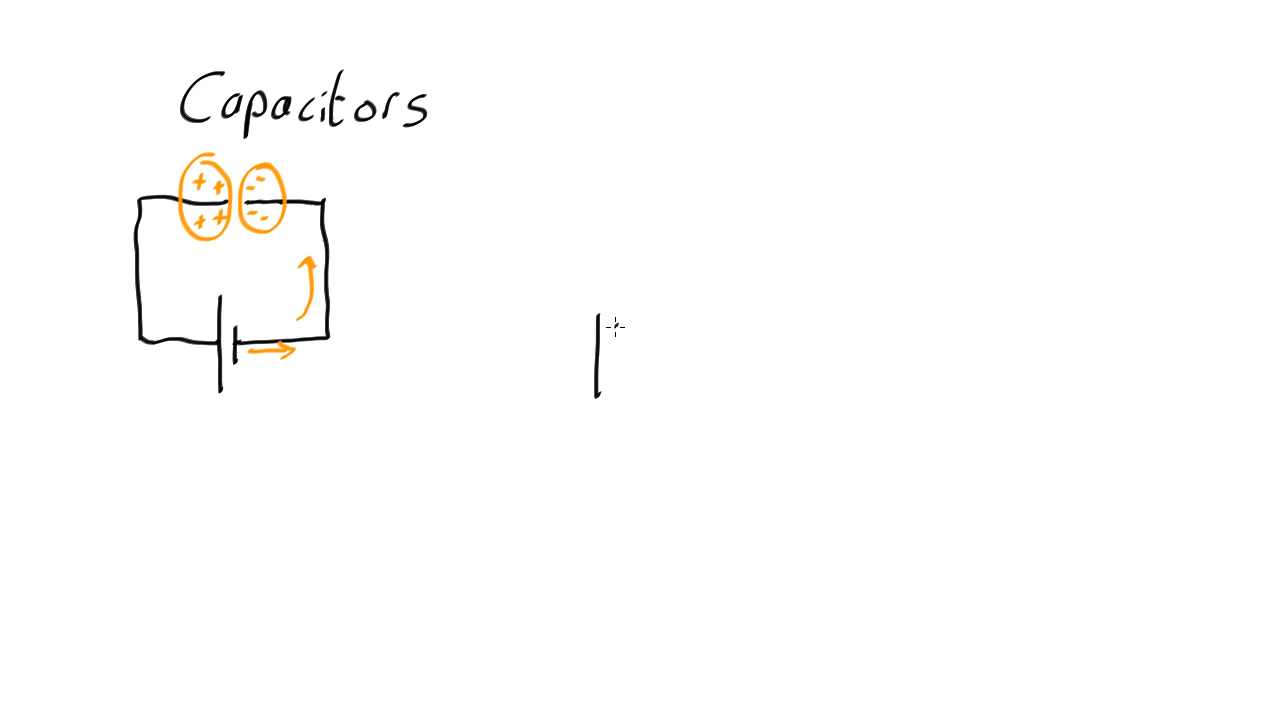 Capacitors
+ + - -
+ + - -